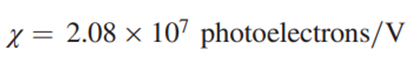 χ = 2.08 × 10⁷ photoelectrons/V